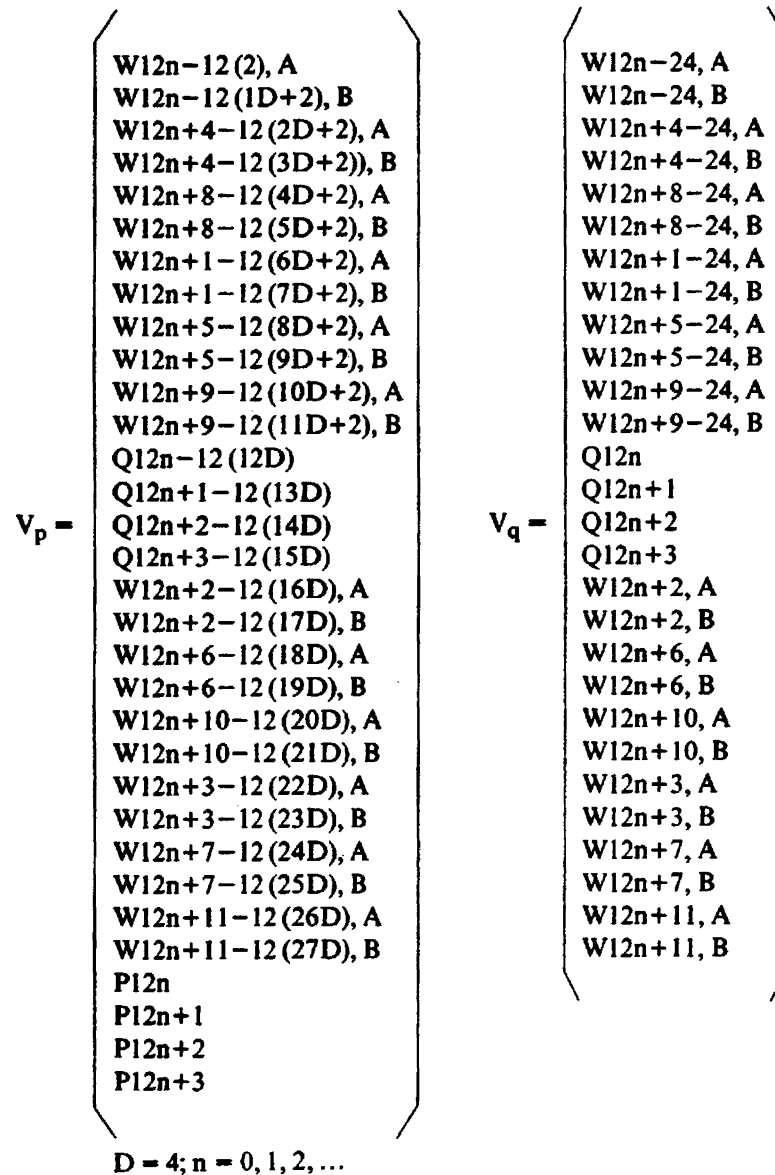 W12n−12(2), A
W12n−12(1D+2), B
W12n+4−12(2D+2), A
W12n+4−12(3D+2)), B
W12n+8−12(4D+2), A
W12n+8−12(5D+2), B
W12n+1−12(6D+2), A
W12n+1−12(7D+2), B
W12n+5−12(8D+2), A
W12n+5−12(9D+2), B
W12n+9−12(10D+2), A
W12n+9−12(11D+2), B
Q12n−12(12D)
Q12n+1−12(13D)
Vp = Q12n+2−12(14D)
Q12n+3−12(15D)
W12n+2−12(16D), A
W12n+2−12(17D), B
W12n+6−12(18D), A
W12n+6−12(19D), B
W12n+10−12(20D), A
W12n+10−12(21D), B
W12n+3−12(22D), A
W12n+3−12(23D), B
W12n+7−12(24D), A
W12n+7−12(25D), B
W12n+11−12(26D), A
W12n+11−12(27D), B
P12n
P12n+1
P12n+2
P12n+3
D = 4; n = 0, 1, 2, ...
W12n−24, A
W12n−24, B
W12n+4−24, A
W12n+4−24, B
W12n+8−24, A
W12n+8−24, B
W12n+1−24, A
W12n+1−24, B
W12n+5−24, A
W12n+5−24, B
W12n+9−24, A
W12n+9−24, B
Q12n
Q12n+1
Vq = Q12n+2
Q12n+3
W12n+2, A
W12n+2, B
W12n+6, A
W12n+6, B
W12n+10, A
W12n+10, B
W12n+3, A
W12n+3, B
W12n+7, A
W12n+7, B
W12n+11, A
W12n+11, B